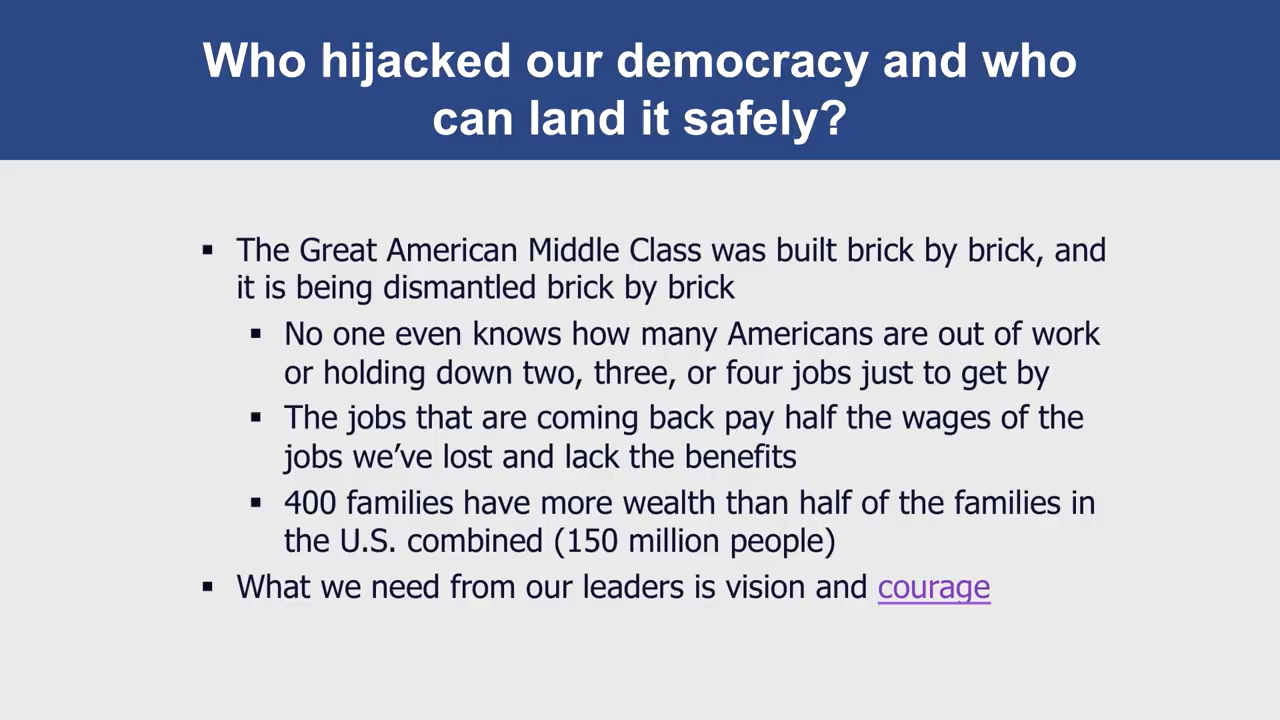 Who hijacked our democracy and who
can land it safely?
▪ The Great American Middle Class was built brick by brick, and
it is being dismantled brick by brick
▪ No one even knows how many Americans are out of work
or holding down two, three, or four jobs just to get by
▪ The jobs that are coming back pay half the wages of the
jobs we’ve lost and lack the benefits
▪ 400 families have more wealth than half of the families in
the U.S. combined (150 million people)
▪ What we need from our leaders is vision and courage